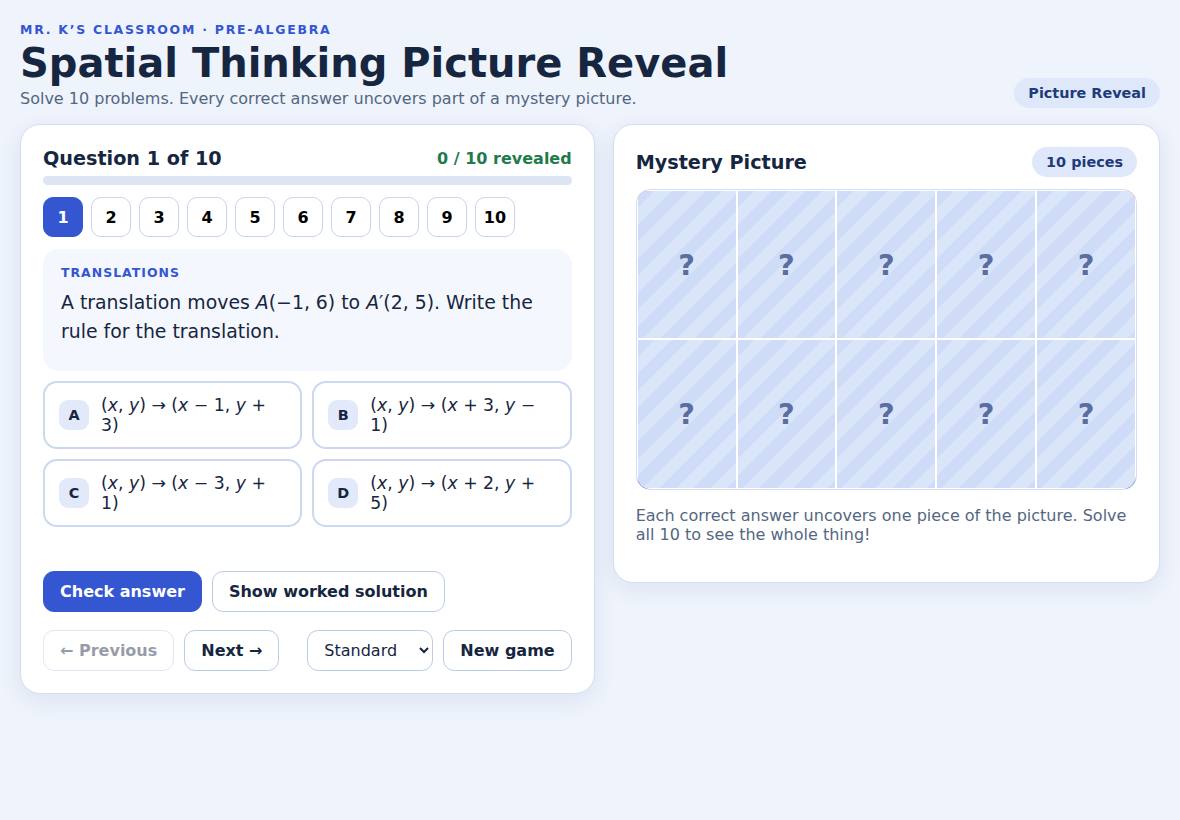 MR. K’S CLASSROOM · PRE-ALGEBRA
Spatial Thinking Picture Reveal
Solve 10 problems. Every correct answer uncovers part of a mystery picture.
Picture Reveal
Question 1 of 10
0 / 10 revealed
1 2 3 4 5 6 7 8 9 10
TRANSLATIONS
A translation moves A(−1, 6) to A′(2, 5). Write the
rule for the translation.
A (x, y) → (x − 1, y +
3)
B (x, y) → (x + 3, y −
1)
C (x, y) → (x − 3, y +
1)
D (x, y) → (x + 2, y +
5)
Check answer
Show worked solution
← Previous
Next →
Standard
New game
Mystery Picture
10 pieces
? ? ? ? ?
? ? ? ? ?
Each correct answer uncovers one piece of the picture. Solve
all 10 to see the whole thing!